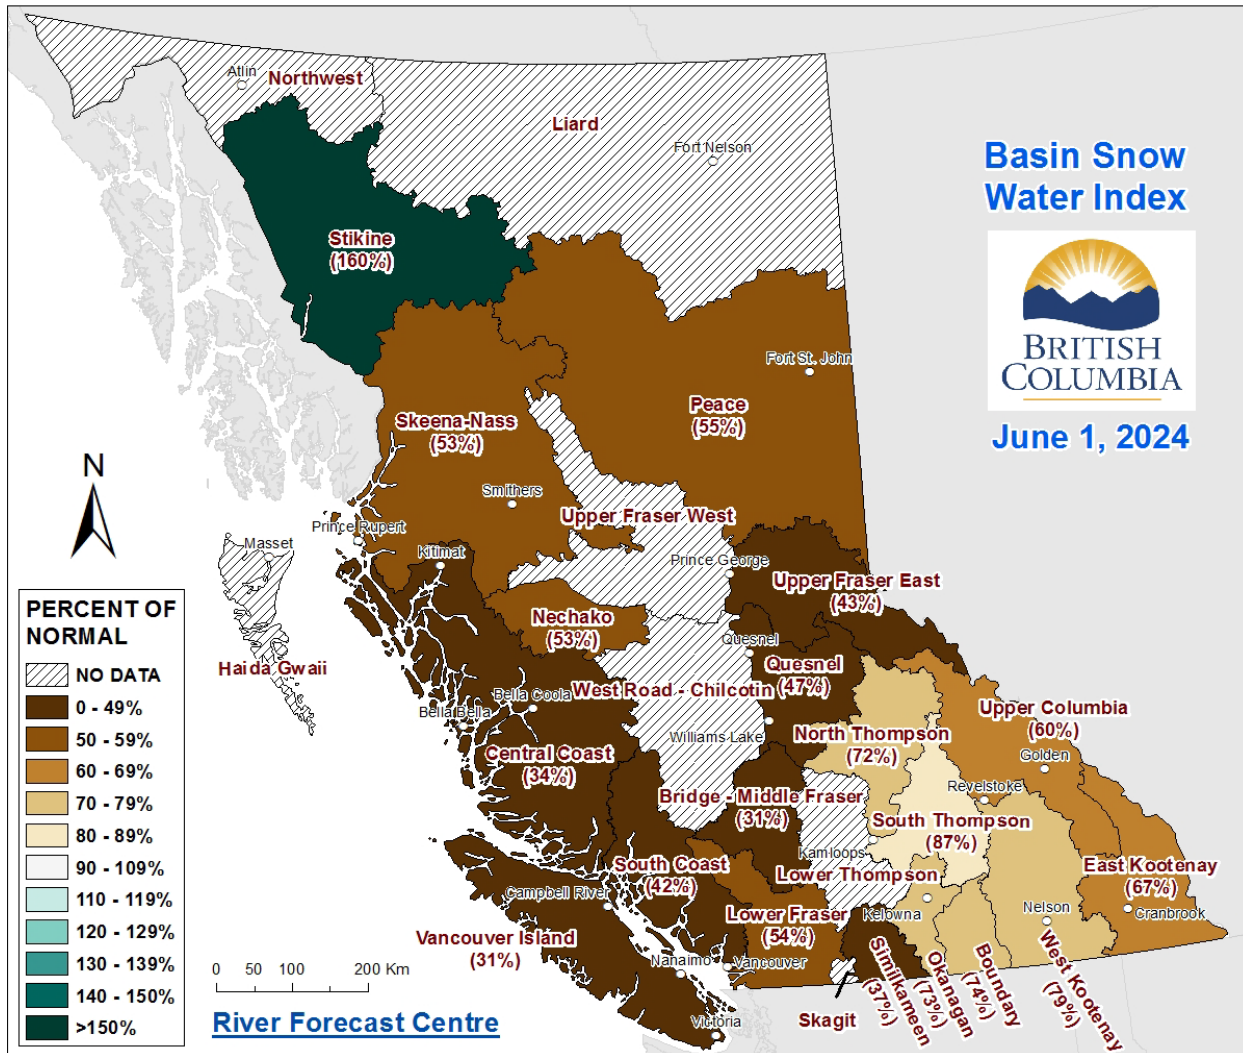 Atlin
Northwest
Liard
Fort Nelson
Basin Snow
Water Index
Stikine
(160%)
BRITISH
COLUMBIA
June 1, 2024
Fort St. John
Peace
(55%)
Skeena-Nass
(53%)
N
Smithers
Upper Fraser West
Prince Rupert
Masset
Kitimat
Prince George
Upper Fraser East
(43%)
PERCENT OF
NORMAL
NO DATA
0 - 49%
50 - 59%
60 - 69%
70 - 79%
80 - 89%
90 - 109%
110 - 119%
120 - 129%
130 - 139%
140 - 150%
>150%
Nechako
(53%)
Quesnel
Haida Gwaii
Quesnel
(47%)
West Road - Chilcotin
Bella Coola
Bella Bella
Upper Columbia
(60%)
Williams Lake
North Thompson
(72%)
Golden
Central Coast
(34%)
Revelstoke
Bridge - Middle Fraser
(31%)
South Thompson
(87%)
Kamloops
South Coast
(42%)
Lower Thompson
East Kootenay
(67%)
Campbell River
Kelowna
Nelson
Cranbrook
Lower Fraser
(54%)
Vancouver Island
(31%)
Nanaimo
Vancouver
0 50 100 200 Km
Similkameen
(37%)
Okanagan
(73%)
Boundary
(74%)
West Kootenay
(79%)
Skagit
Victoria
River Forecast Centre